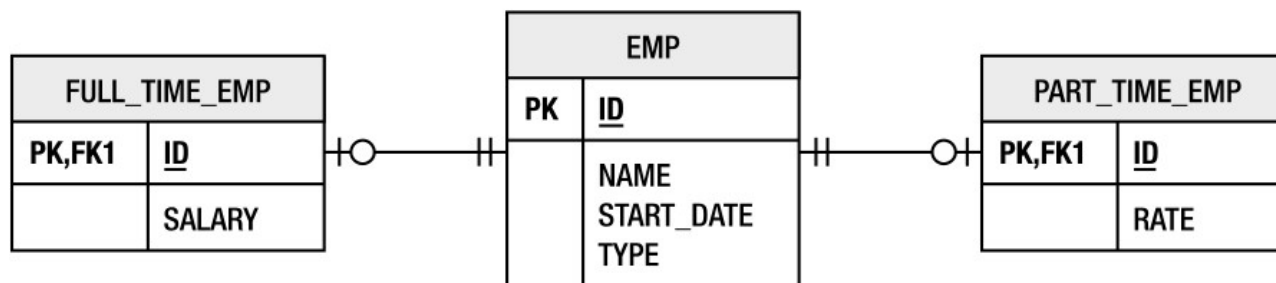 FULL_TIME_EMP
PK,FK1 ID
SALARY
EMP
PK ID
NAME
START_DATE
TYPE
PART_TIME_EMP
PK,FK1 ID
RATE